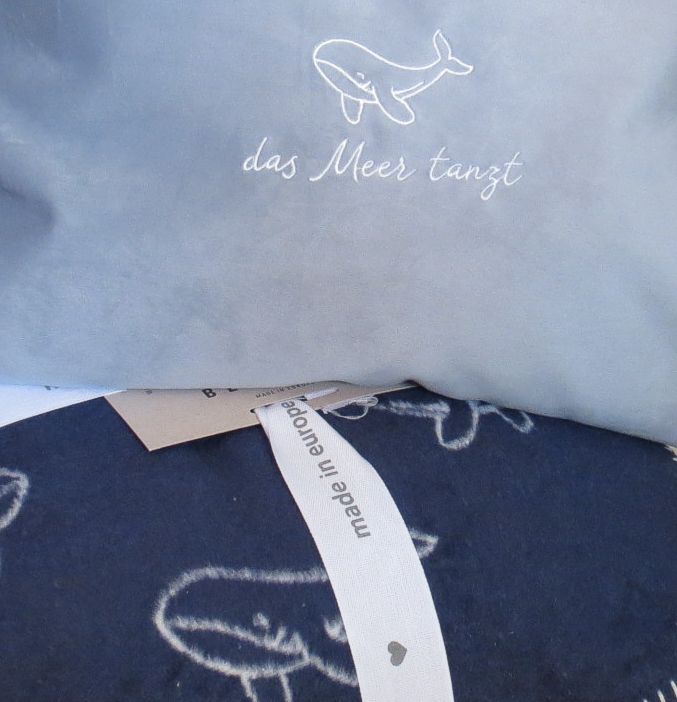 das Meer tanzt
made in europe